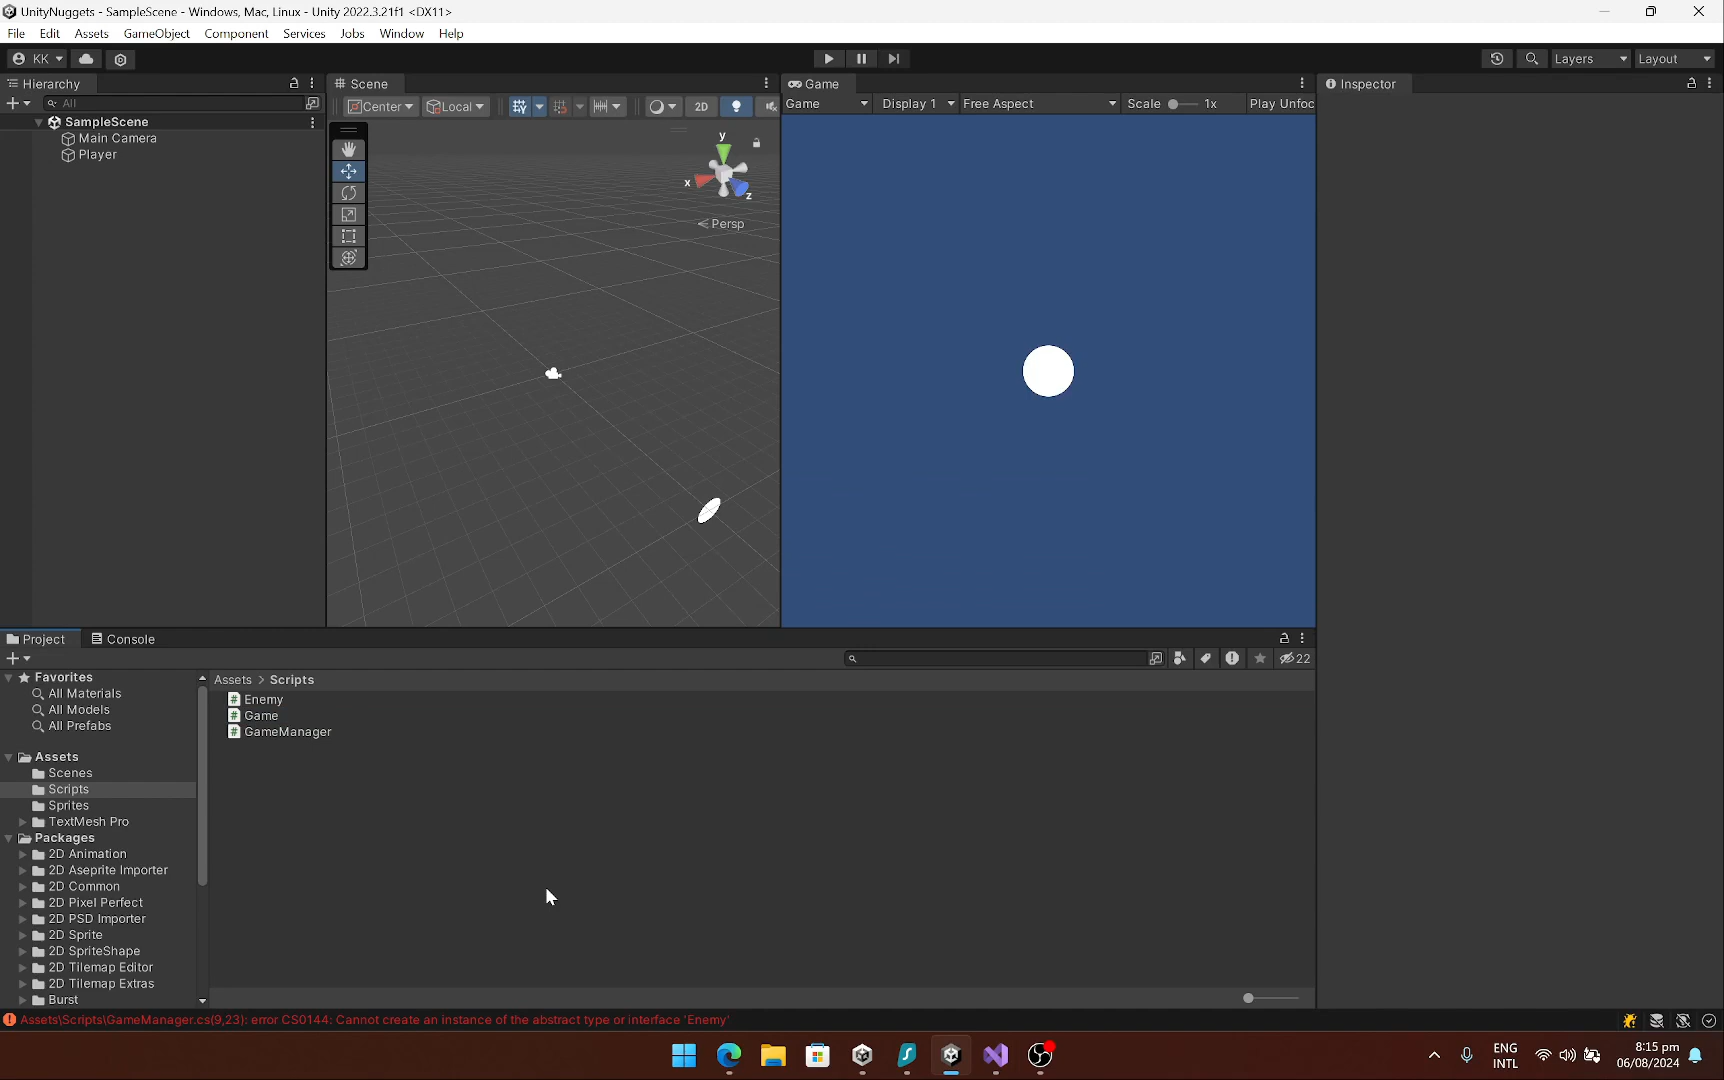 UnityNuggets - SampleScene - Windows, Mac, Linux - Unity 2022.3.21f1 <DX11>
File Edit Assets GameObject Component Services Jobs Window Help
KK Layers Layout
Hierarchy Scene Game Inspector
All Center Local 2D Game Display 1 Free Aspect Scale 1x Play Unfoc
SampleScene
Main Camera
Player
y
x
z
Persp
Project Console
22
Favorites
All Materials
All Models
All Prefabs
Assets
Scenes
Scripts
Sprites
TextMesh Pro
Packages
2D Animation
2D Aseprite Importer
2D Common
2D Pixel Perfect
2D PSD Importer
2D Sprite
2D SpriteShape
2D Tilemap Editor
2D Tilemap Extras
Burst
Assets > Scripts
Enemy
Game
GameManager
Assets\Scripts\GameManager.cs(9,23): error CS0144: Cannot create an instance of the abstract type or interface 'Enemy'
ENG
INTL
8:15 pm
06/08/2024